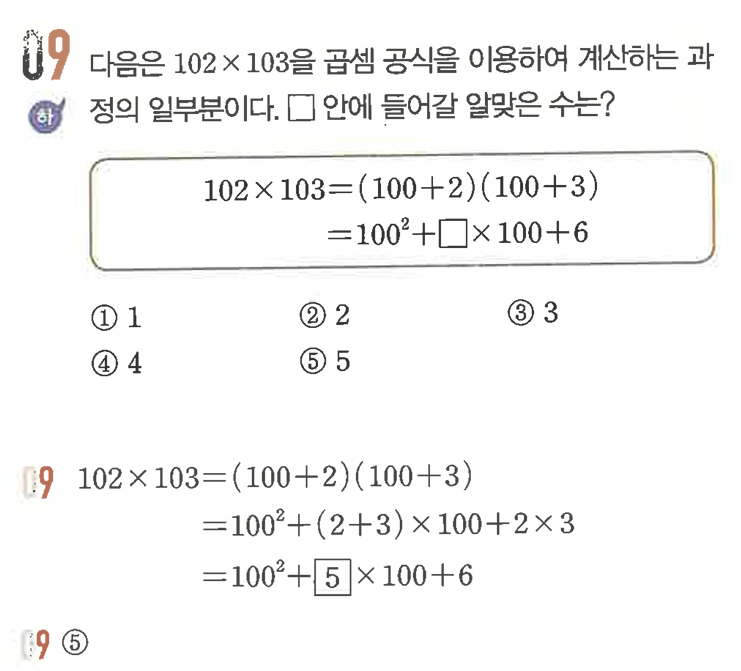 09 다음은 102×103을 곱셈 공식을 이용하여 계산하는 과
하 정의 일부분이다. □ 안에 들어갈 알맞은 수는?
102×103=(100+2)(100+3)
=100²+□×100+6
① 1 ② 2 ③ 3
④ 4 ⑤ 5
09 102×103=(100+2)(100+3)
=100²+(2+3)×100+2×3
=100²+5×100+6
09 ⑤